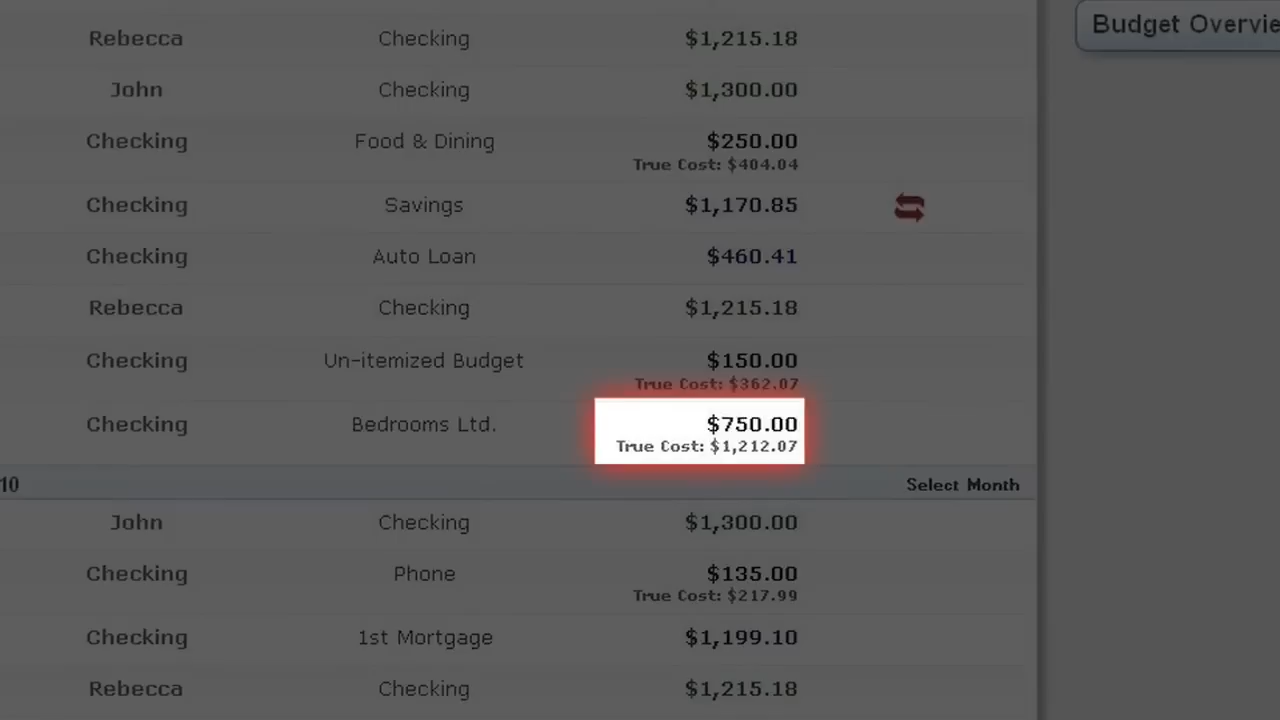 Budget Overvie
Rebecca Checking $1,215.18
John Checking $1,300.00
Checking Food & Dining $250.00
True Cost: $404.04
Checking Savings $1,170.85
Checking Auto Loan $460.41
Rebecca Checking $1,215.18
Checking Un-itemized Budget $150.00
True Cost: $362.07
Checking Bedrooms Ltd. $750.00
True Cost: $1,212.07
10 Select Month
John Checking $1,300.00
Checking Phone $135.00
True Cost: $217.99
Checking 1st Mortgage $1,199.10
Rebecca Checking $1,215.18